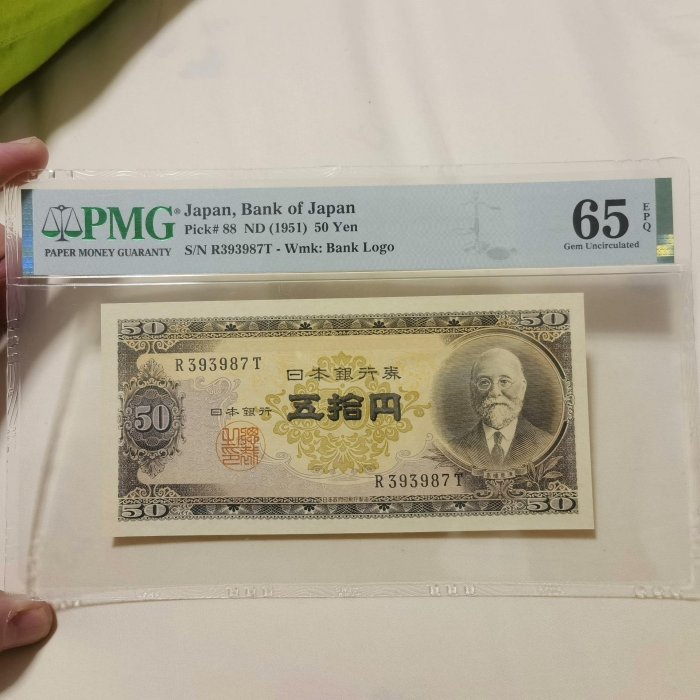 PMG®
PAPER MONEY GUARANTY
Japan, Bank of Japan
Pick# 88 ND (1951) 50 Yen
S/N R393987T - Wmk: Bank Logo
65
EPQ
Gem Uncirculated
50
50
R393987T
日本銀行券
50
日本銀行
五拾円
R393987T
50
50